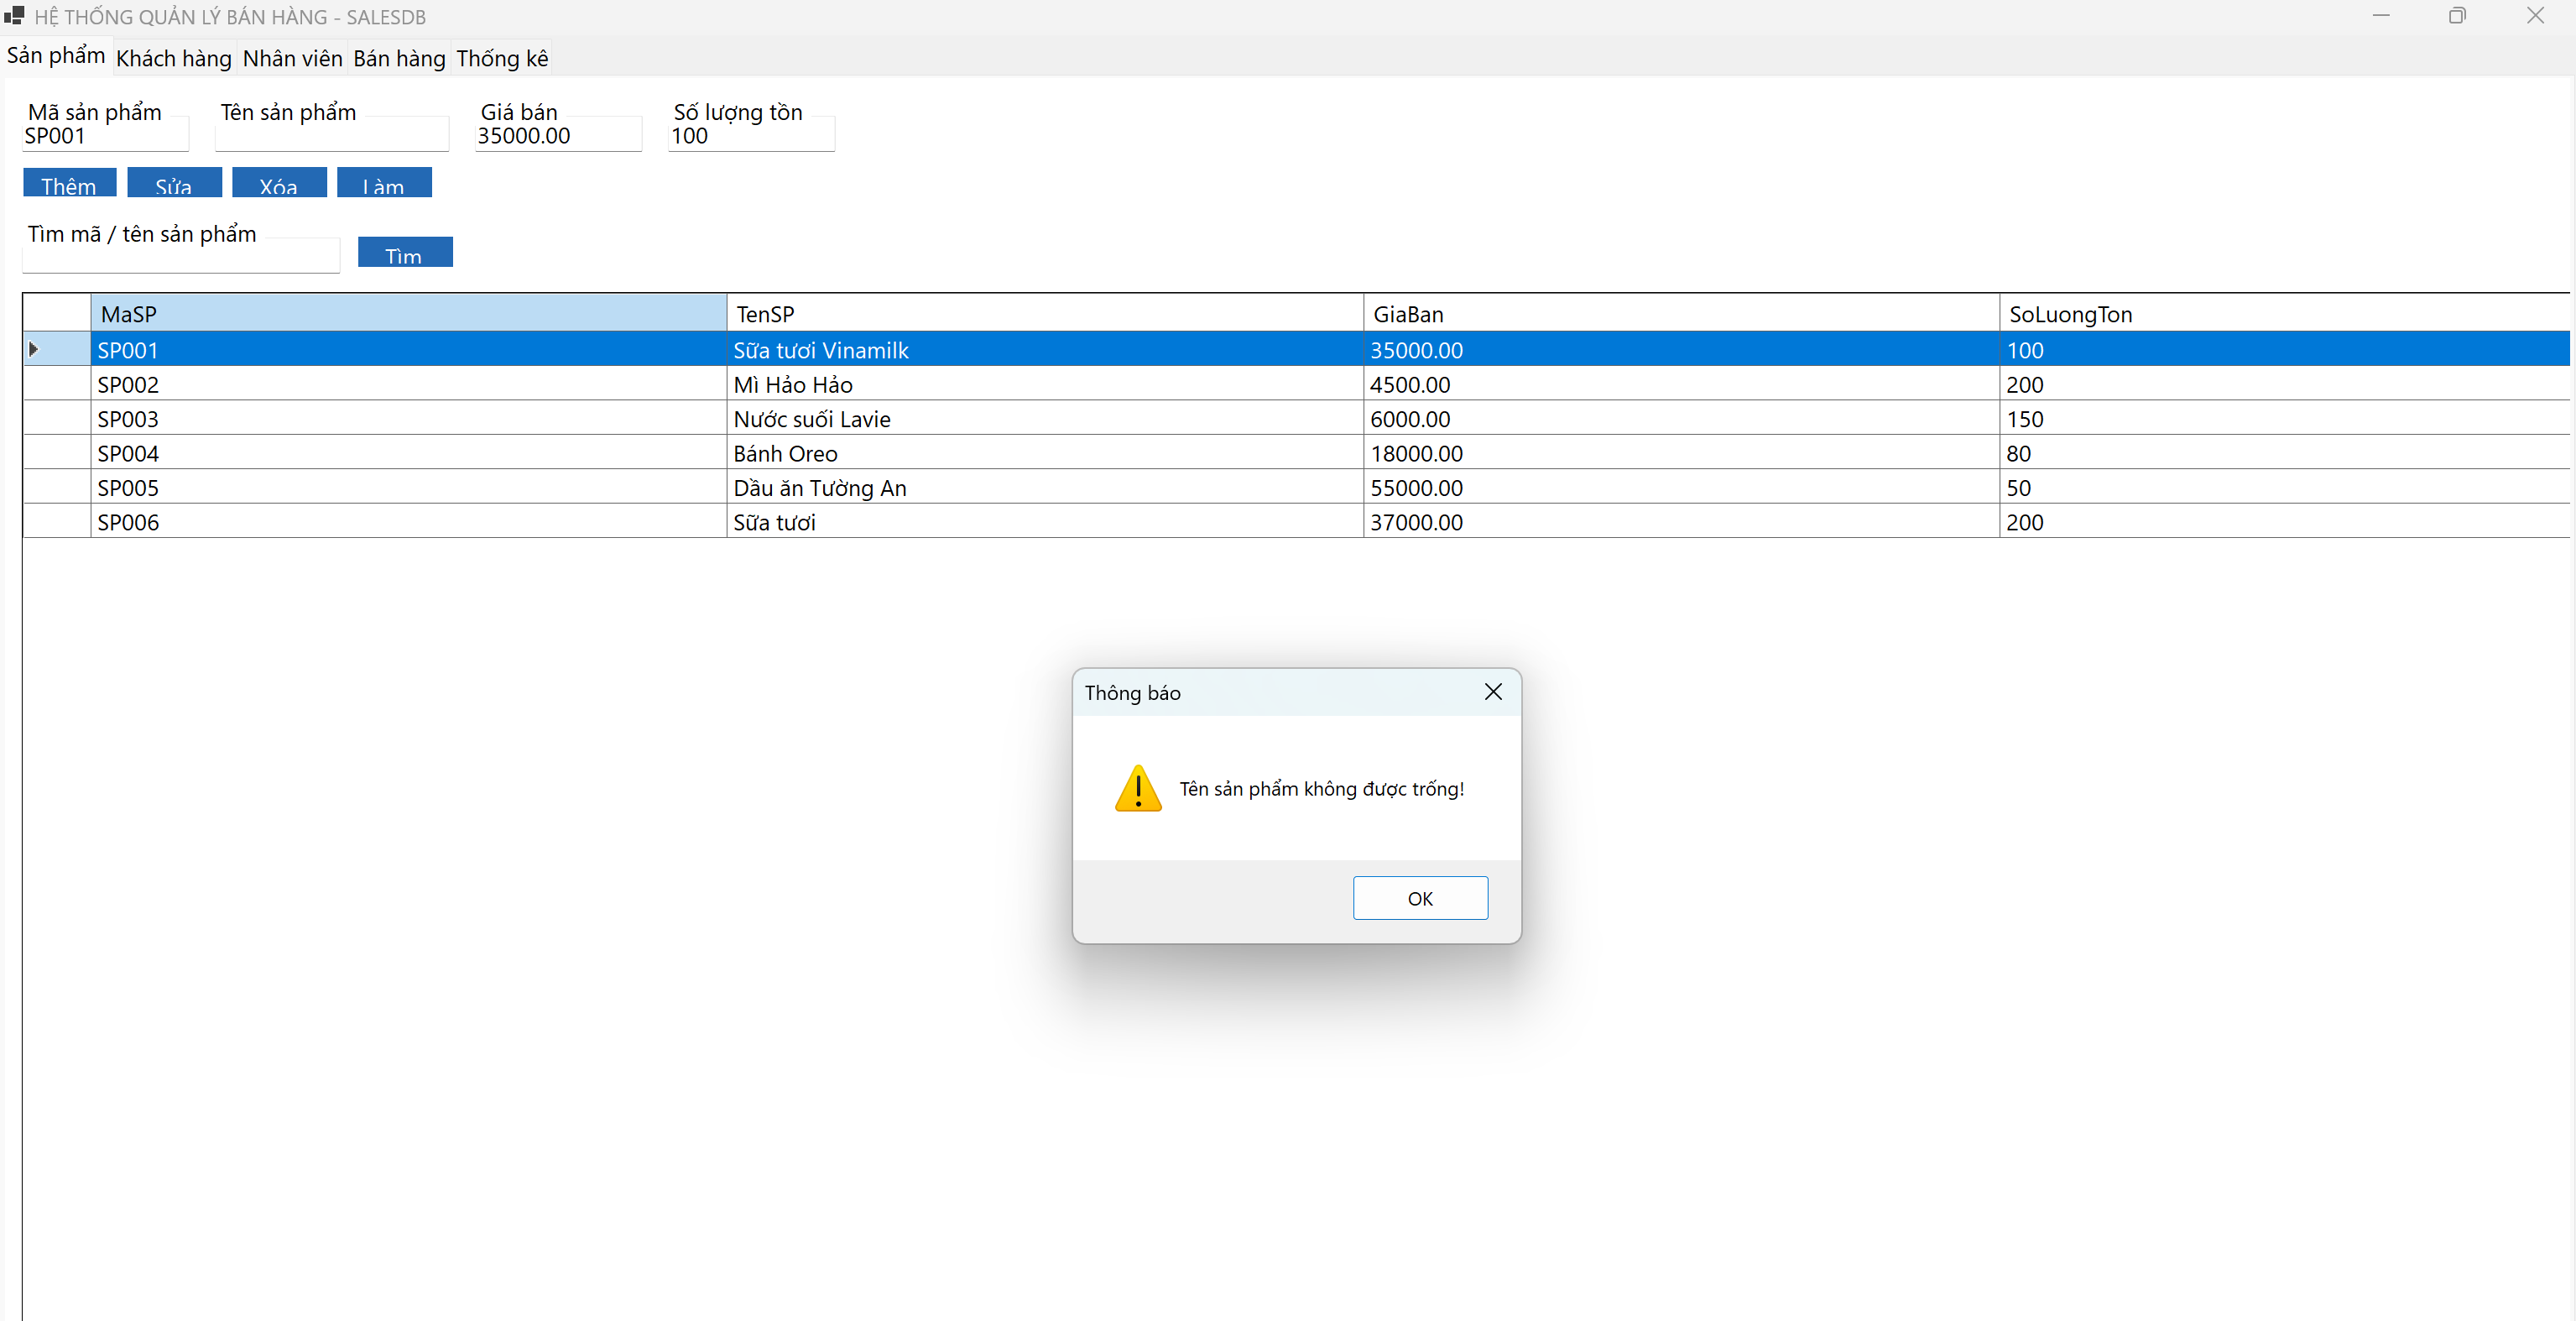 HỆ THỐNG QUẢN LÝ BÁN HÀNG - SALESDB
Sản phẩm Khách hàng Nhân viên Bán hàng Thống kê
Mã sản phẩm Tên sản phẩm Giá bán Số lượng tồn
SP001 35000.00 100
Thêm Sửa Xóa Làm
Tìm mã / tên sản phẩm
Tìm
MaSP TenSP GiaBan SoLuongTon
SP001 Sữa tươi Vinamilk 35000.00 100
SP002 Mì Hảo Hảo 4500.00 200
SP003 Nước suối Lavie 6000.00 150
SP004 Bánh Oreo 18000.00 80
SP005 Dầu ăn Tường An 55000.00 50
SP006 Sữa tươi 37000.00 200
Thông báo
Tên sản phẩm không được trống!
OK